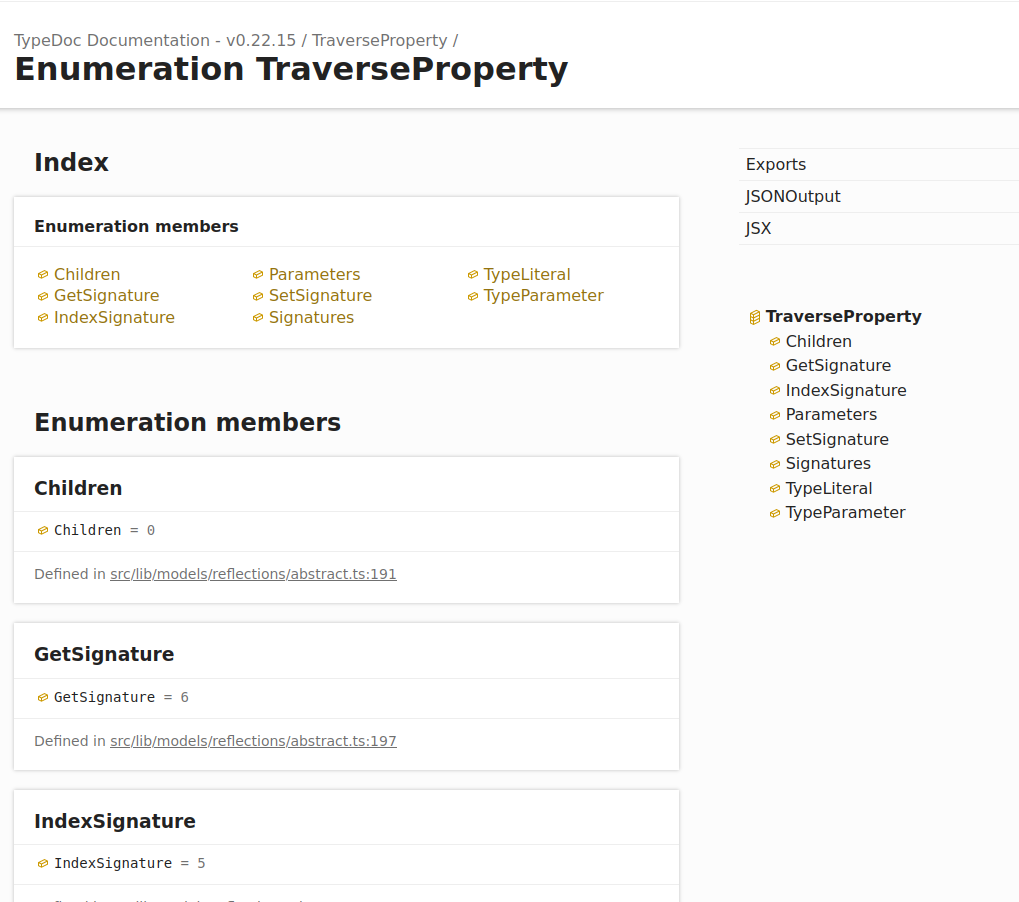 TypeDoc Documentation - v0.22.15 / TraverseProperty /
Enumeration TraverseProperty
Index
Enumeration members
Children
GetSignature
IndexSignature
Parameters
SetSignature
Signatures
TypeLiteral
TypeParameter
Enumeration members
Children
Children = 0
Defined in src/lib/models/reflections/abstract.ts:191
GetSignature
GetSignature = 6
Defined in src/lib/models/reflections/abstract.ts:197
IndexSignature
IndexSignature = 5
Exports
JSONOutput
JSX
TraverseProperty
Children
GetSignature
IndexSignature
Parameters
SetSignature
Signatures
TypeLiteral
TypeParameter